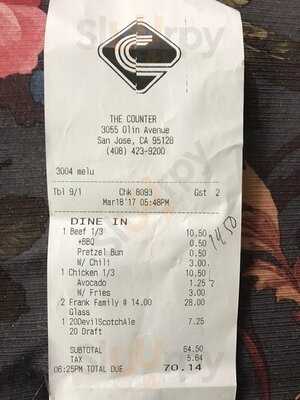 Sluurpy
THE COUNTER
3055 Olin Avenue
San Jose, CA 95128
(408) 423-9200
3004 melu
Tbl 9/1 Chk 8093 Gst 2
Mar18'17 05:48PM
DINE IN
1 Beef 1/3 10.50
+BBQ 0.50
Pretzel Bun 0.50
W/ Chili 3.00
14.50
1 Chicken 1/3 10.50
Avocado 1.25
W/ Fries 3.00
2 Frank Family @ 14.00 28.00
Glass
1 20DevilScotchAle 7.25
20 Draft
SUBTOTAL 64.50
TAX 5.64
06:25PM TOTAL DUE 70.14